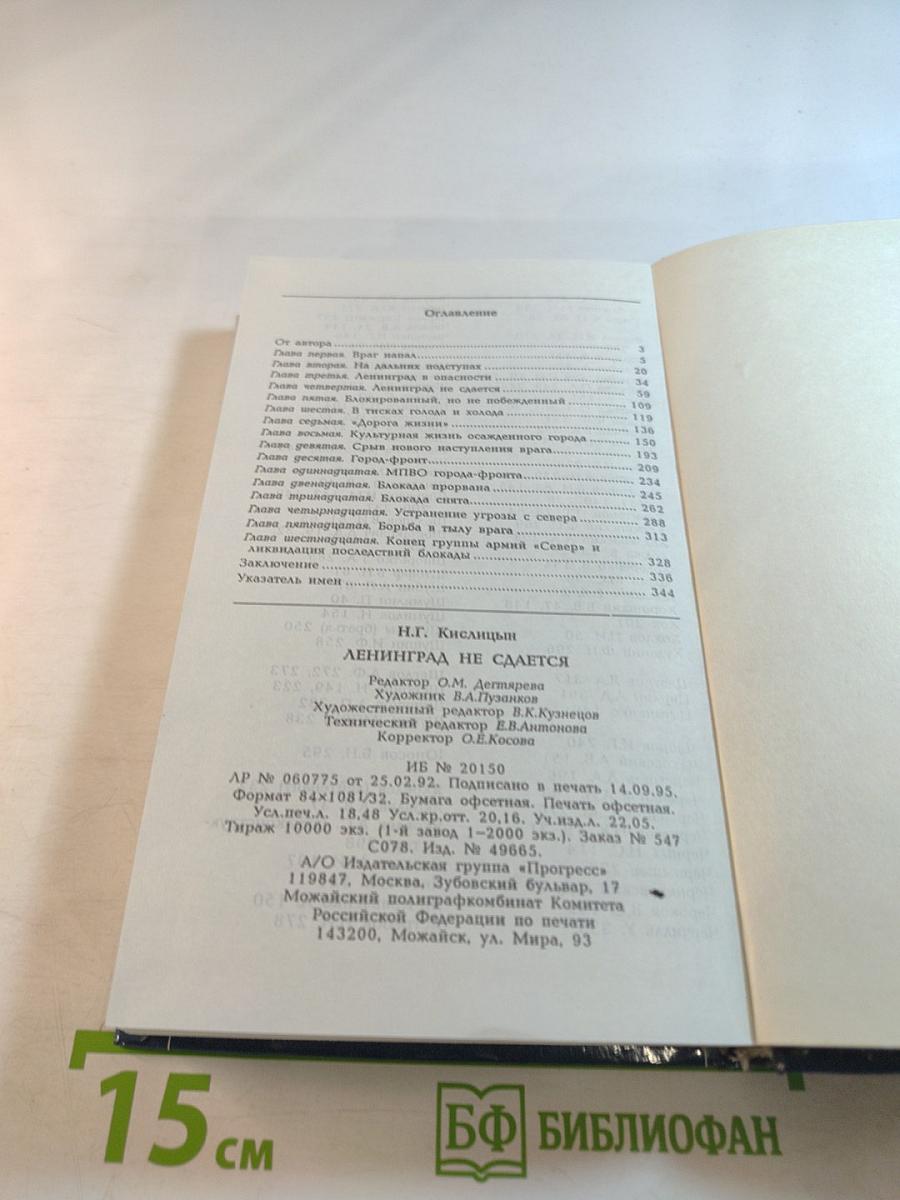 Оглавление
От автора 3
Глава первая. Враг напал 5
Глава вторая. На дальних подступах 20
Глава третья. Ленинград в опасности 34
Глава четвертая. Ленинград не сдается 59
Глава пятая. Блокированный, но не побежденный 109
Глава шестая. В тисках голода и холода 119
Глава седьмая. «Дорога жизни» 136
Глава восьмая. Культурная жизнь осажденного города 150
Глава девятая. Срыв нового наступления врага 193
Глава десятая. Город-фронт 209
Глава одиннадцатая. МПВО города-фронта 234
Глава двенадцатая. Блокада прорвана 245
Глава тринадцатая. Блокада снята 262
Глава четырнадцатая. Устранение угрозы с севера 288
Глава пятнадцатая. Борьба в тылу врага 313
Глава шестнадцатая. Конец группы армий «Север» и
ликвидация последствий блокады 328
Заключение 336
Указатель имен 344
Н.Г. Кислицын
ЛЕНИНГРАД НЕ СДАЕТСЯ
Редактор О.М. Дегтярева
Художник В.А.Пузанков
Художественный редактор В.К.Кузнецов
Технический редактор Е.В.Антонова
Корректор О.Е.Косова
ИБ № 20150
ЛР № 060775 от 25.02.92. Подписано в печать 14.09.95.
Формат 84×108 1/32. Бумага офсетная. Печать офсетная.
Усл.печ.л. 18,48 Усл.кр.отт. 20,16. Уч.изд.л. 22,05.
Тираж 10000 экз. (1-й завод 1–2000 экз.). Заказ № 547
С078. Изд. № 49665.
А/О Издательская группа «Прогресс»
119847, Москва, Зубовский бульвар, 17
Можайский полиграфкомбинат Комитета
Российской Федерации по печати
143200, Можайск, ул. Мира, 93
15 см
БФ БИБЛИОФАН